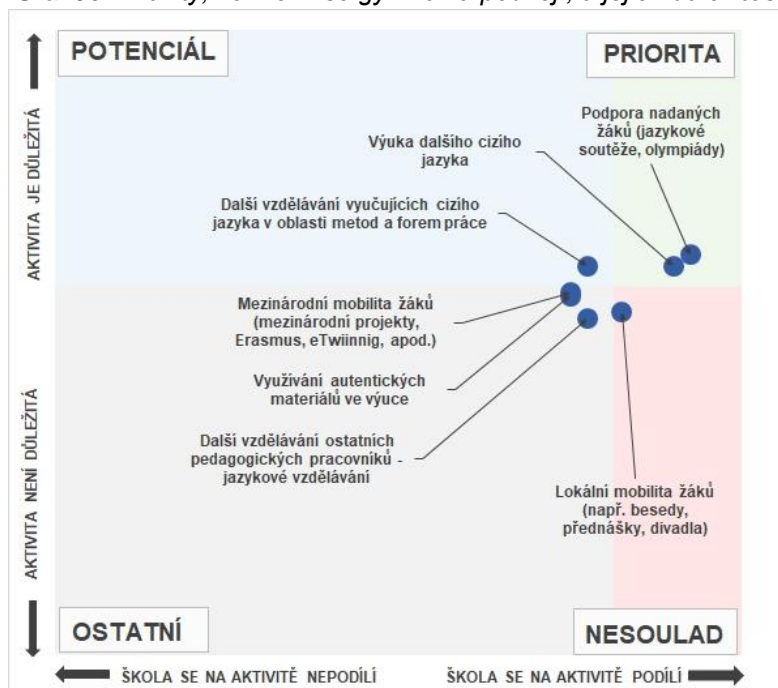 POTENCIÁL
PRIORITA
Podpora nadaných
žáků (jazykové
soutěže, olympiády)
Výuka dalšího cizího
jazyka
Další vzdělávání vyučujících cizího
jazyka v oblasti metod a forem práce
AKTIVITA JE DŮLEŽITÁ
Mezinárodní mobilita žáků
(mezinárodní projekty,
Erasmus, eTwiinnig, apod.)
Využívání autentických
materiálů ve výuce
Další vzdělávání ostatních
pedagogických pracovníků -
jazykové vzdělávání
Lokální mobilita žáků
(např. besedy,
přednášky, divadla)
AKTIVITA NENÍ DŮLEŽITÁ
OSTATNÍ
NESOULAD
ŠKOLA SE NA AKTIVITĚ NEPODÍLÍ
ŠKOLA SE NA AKTIVITĚ PODÍLÍ